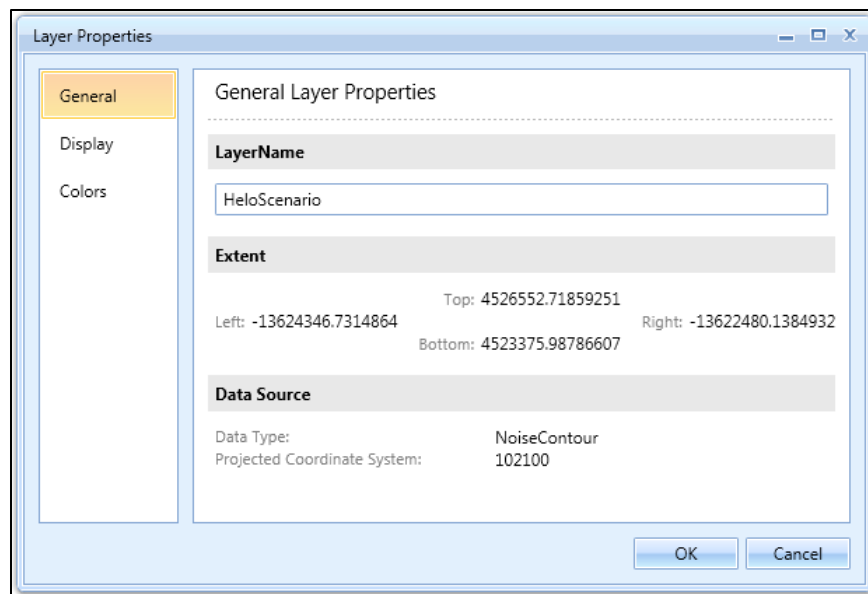 Layer Properties
General
Display
Colors
General Layer Properties
LayerName
HeloScenario
Extent
Top: 4526552.71859251
Left: -13624346.7314864
Right: -13622480.1384932
Bottom: 4523375.98786607
Data Source
Data Type: NoiseContour
Projected Coordinate System: 102100
OK Cancel